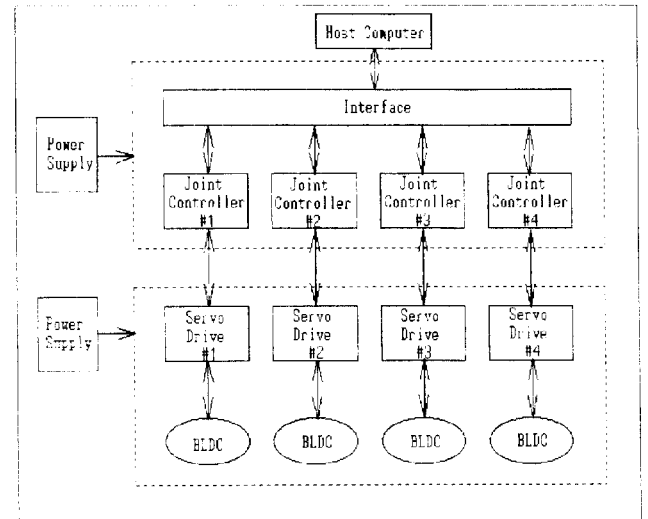 Host Computer
Interface
Power
Supply
Joint
Controller
#1
Joint
Controller
#2
Joint
Controller
#3
Joint
Controller
#4
Power
Supply
Servo
Drive
#1
Servo
Drive
#2
Servo
Drive
#3
Servo
Drive
#4
BLDC
BLDC
BLDC
BLDC